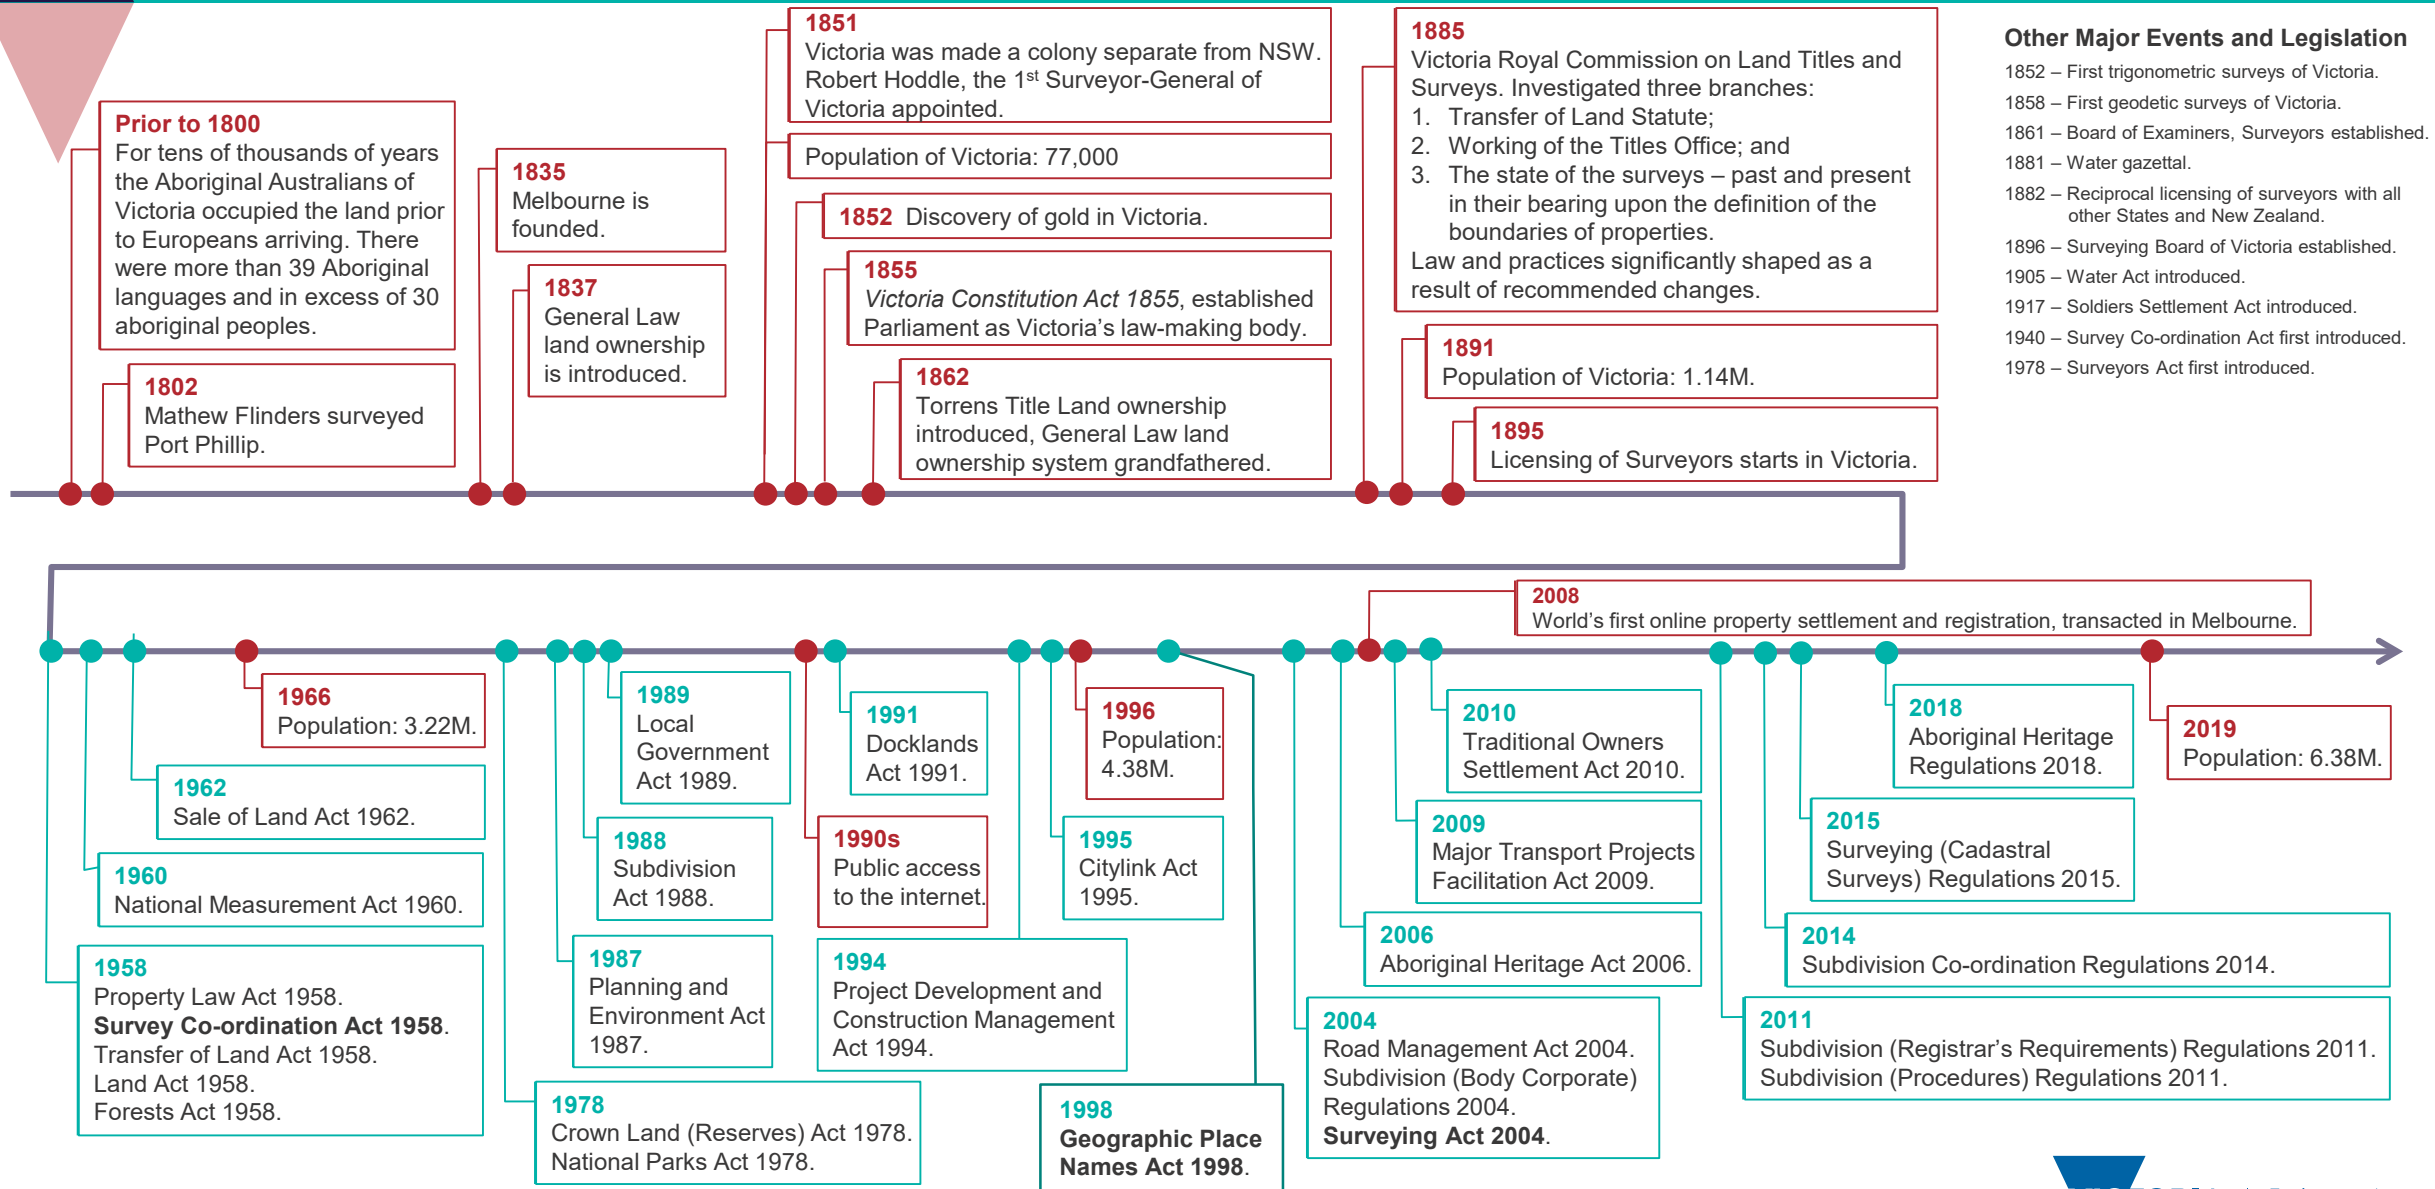 Prior to 1800
For tens of thousands of years
the Aboriginal Australians of
Victoria occupied the land prior
to Europeans arriving. There
were more than 39 Aboriginal
languages and in excess of 30
aboriginal peoples.
1802
Mathew Flinders surveyed
Port Phillip.
1835
Melbourne is
founded.
1837
General Law
land ownership
is introduced.
1851
Victoria was made a colony separate from NSW.
Robert Hoddle, the 1st Surveyor-General of
Victoria appointed.
Population of Victoria: 77,000
1852 Discovery of gold in Victoria.
1855
Victoria Constitution Act 1855, established
Parliament as Victoria's law-making body.
1862
Torrens Title Land ownership
introduced, General Law land
ownership system grandfathered.
1885
Victoria Royal Commission on Land Titles and
Surveys. Investigated three branches:
1. Transfer of Land Statute;
2. Working of the Titles Office; and
3. The state of the surveys – past and present
in their bearing upon the definition of the
boundaries of properties.
Law and practices significantly shaped as a
result of recommended changes.
1891
Population of Victoria: 1.14M.
1895
Licensing of Surveyors starts in Victoria.
Other Major Events and Legislation
1852 – First trigonometric surveys of Victoria.
1858 – First geodetic surveys of Victoria.
1861 – Board of Examiners, Surveyors established.
1881 – Water gazettal.
1882 – Reciprocal licensing of surveyors with all
other States and New Zealand.
1896 – Surveying Board of Victoria established.
1905 – Water Act introduced.
1917 – Soldiers Settlement Act introduced.
1940 – Survey Co-ordination Act first introduced.
1978 – Surveyors Act first introduced.
1958
Property Law Act 1958.
Survey Co-ordination Act 1958.
Transfer of Land Act 1958.
Land Act 1958.
Forests Act 1958.
1960
National Measurement Act 1960.
1962
Sale of Land Act 1962.
1966
Population: 3.22M.
1978
Crown Land (Reserves) Act 1978.
National Parks Act 1978.
1987
Planning and
Environment Act
1987.
1988
Subdivision
Act 1988.
1989
Local
Government
Act 1989.
1990s
Public access
to the internet.
1991
Docklands
Act 1991.
1994
Project Development and
Construction Management
Act 1994.
1995
Citylink Act
1995.
1996
Population:
4.38M.
1998
Geographic Place
Names Act 1998.
2004
Road Management Act 2004.
Subdivision (Body Corporate)
Regulations 2004.
Surveying Act 2004.
2006
Aboriginal Heritage Act 2006.
2008
World's first online property settlement and registration, transacted in Melbourne.
2009
Major Transport Projects
Facilitation Act 2009.
2010
Traditional Owners
Settlement Act 2010.
2011
Subdivision (Registrar's Requirements) Regulations 2011.
Subdivision (Procedures) Regulations 2011.
2014
Subdivision Co-ordination Regulations 2014.
2015
Surveying (Cadastral
Surveys) Regulations 2015.
2018
Aboriginal Heritage
Regulations 2018.
2019
Population: 6.38M.